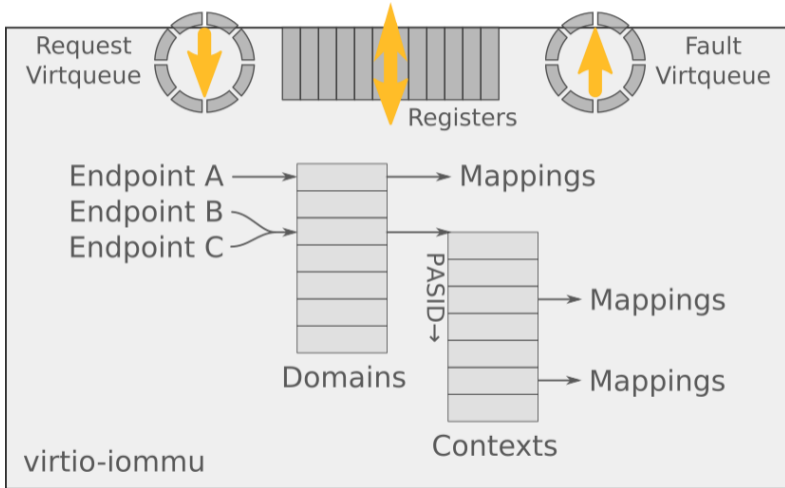 Request
Virtqueue
Fault
Virtqueue
Registers
Endpoint A
Mappings
Endpoint B
Endpoint C
PASID→
Mappings
Domains
Mappings
Contexts
virtio-iommu